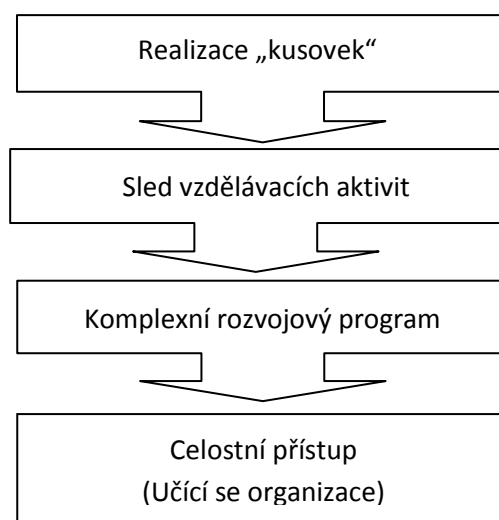 Realizace „kusovek“
Sled vzdělávacích aktivit
Komplexní rozvojový program
Celostní přístup
(Učící se organizace)